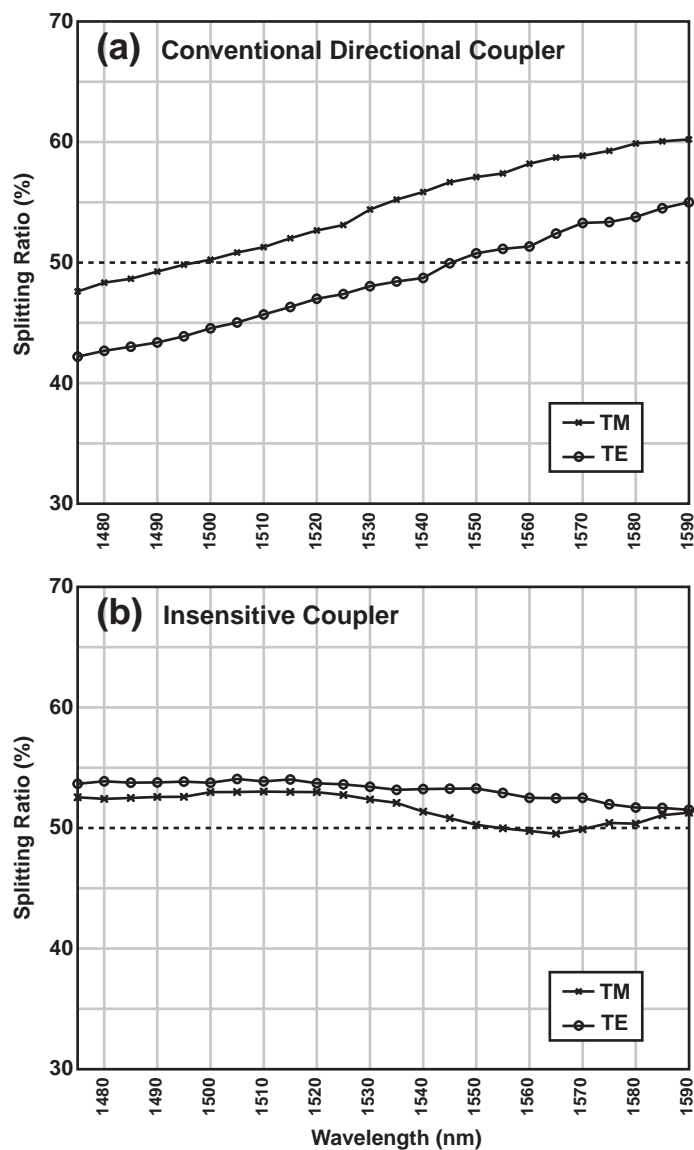 (a) Conventional Directional Coupler
70
60
50
40
30
Splitting Ratio (%)
TM
TE
1480 1490 1500 1510 1520 1530 1540 1550 1560 1570 1580 1590
(b) Insensitive Coupler
70
60
50
40
30
Splitting Ratio (%)
TM
TE
1480 1490 1500 1510 1520 1530 1540 1550 1560 1570 1580 1590
Wavelength (nm)